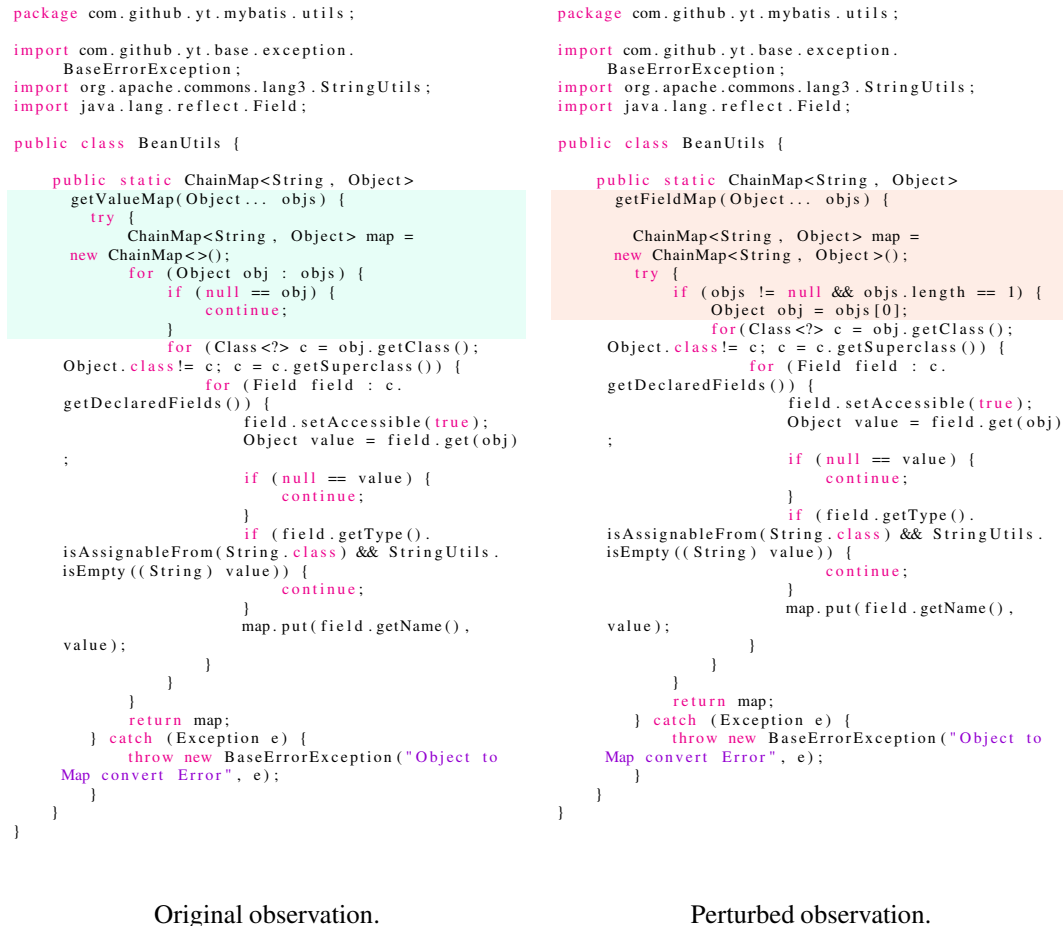 package com.github.yt.mybatis.utils;
import com.github.yt.base.exception.
BaseErrorException;
import org.apache.commons.lang3.StringUtils;
import java.lang.reflect.Field;
public class BeanUtils {
public static ChainMap<String, Object>
getValueMap(Object... objs) {
try {
ChainMap<String, Object> map =
new ChainMap<>();
for (Object obj : objs) {
if (null == obj) {
continue;
}
for (Class<?> c = obj.getClass();
Object.class!= c; c = c.getSuperclass()) {
for (Field field : c.
getDeclaredFields()) {
field.setAccessible(true);
Object value = field.get(obj)
;
if (null == value) {
continue;
}
if (field.getType().
isAssignableFrom(String.class) && StringUtils.
isEmpty((String) value)) {
continue;
}
map.put(field.getName(),
value);
}
}
}
return map;
} catch (Exception e) {
throw new BaseErrorException("Object to
Map convert Error", e);
}
}
}
Original observation.
package com.github.yt.mybatis.utils;
import com.github.yt.base.exception.
BaseErrorException;
import org.apache.commons.lang3.StringUtils;
import java.lang.reflect.Field;
public class BeanUtils {
public static ChainMap<String, Object>
getFieldMap(Object... objs) {
ChainMap<String, Object> map =
new ChainMap<String, Object>();
try {
if (objs != null && objs.length == 1) {
Object obj = objs[0];
for(Class<?> c = obj.getClass();
Object.class!= c; c = c.getSuperclass()) {
for (Field field : c.
getDeclaredFields()) {
field.setAccessible(true);
Object value = field.get(obj)
;
if (null == value) {
continue;
}
if (field.getType().
isAssignableFrom(String.class) && StringUtils.
isEmpty((String) value)) {
continue;
}
map.put(field.getName(),
value);
}
}
}
return map;
} catch (Exception e) {
throw new BaseErrorException("Object to
Map convert Error", e);
}
}
}
Perturbed observation.